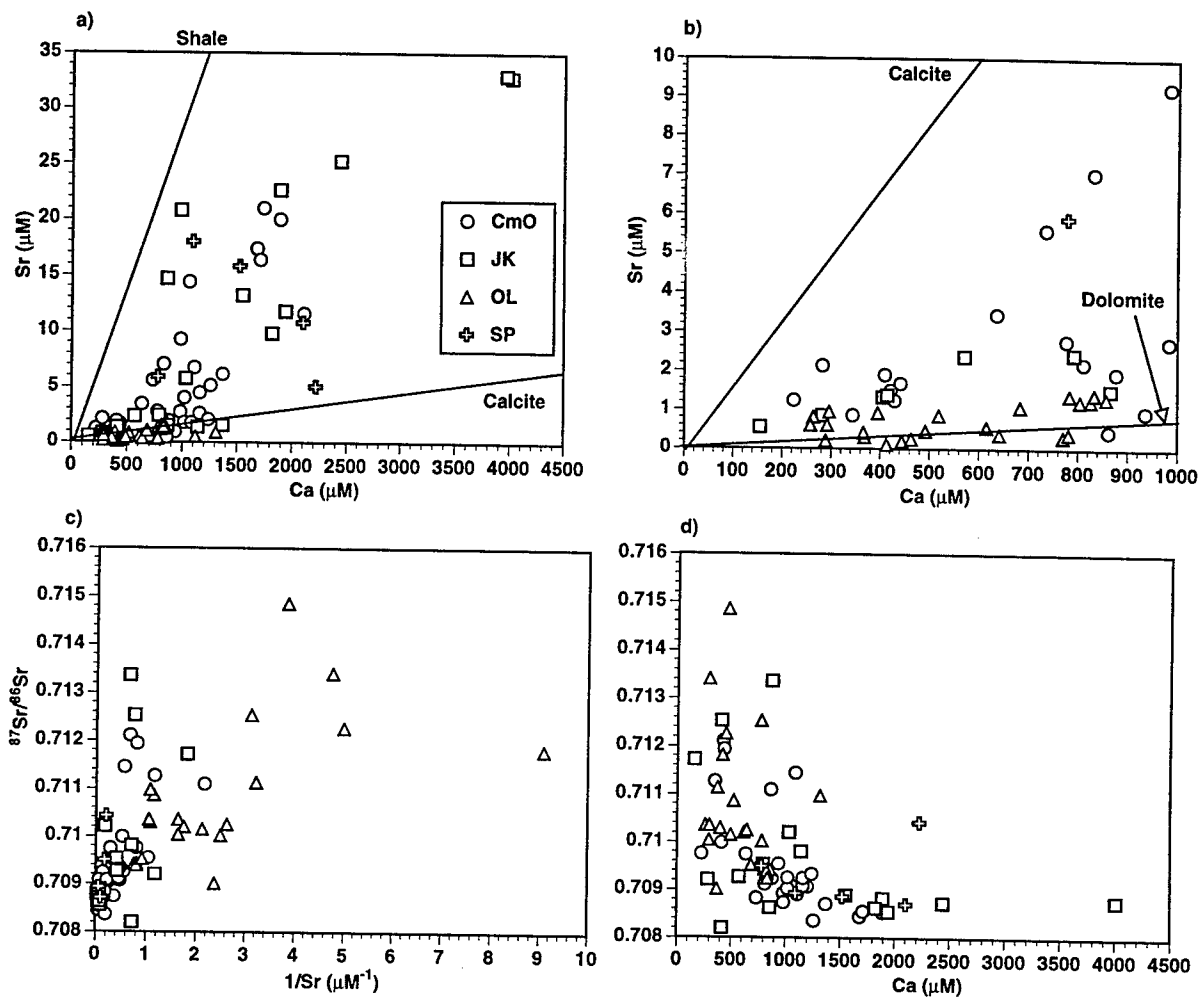 a)
Shale
35
30
25
20
15
10
5
0
Sr (μM)
CmO
JK
OL
SP
Calcite
0 500 1000 1500 2000 2500 3000 3500 4000 4500
Ca (μM)
b)
Calcite
10
9
8
7
6
5
4
3
2
1
0
Sr (μM)
Dolomite
0 100 200 300 400 500 600 700 800 900 1000
Ca (μM)
c)
0.716
0.715
0.714
0.713
0.712
0.711
0.71
0.709
0.708
87Sr/86Sr
0 1 2 3 4 5 6 7 8 9 10
1/Sr (μM-1)
d)
0.716
0.715
0.714
0.713
0.712
0.711
0.71
0.709
0.708
0 500 1000 1500 2000 2500 3000 3500 4000 4500
Ca (μM)